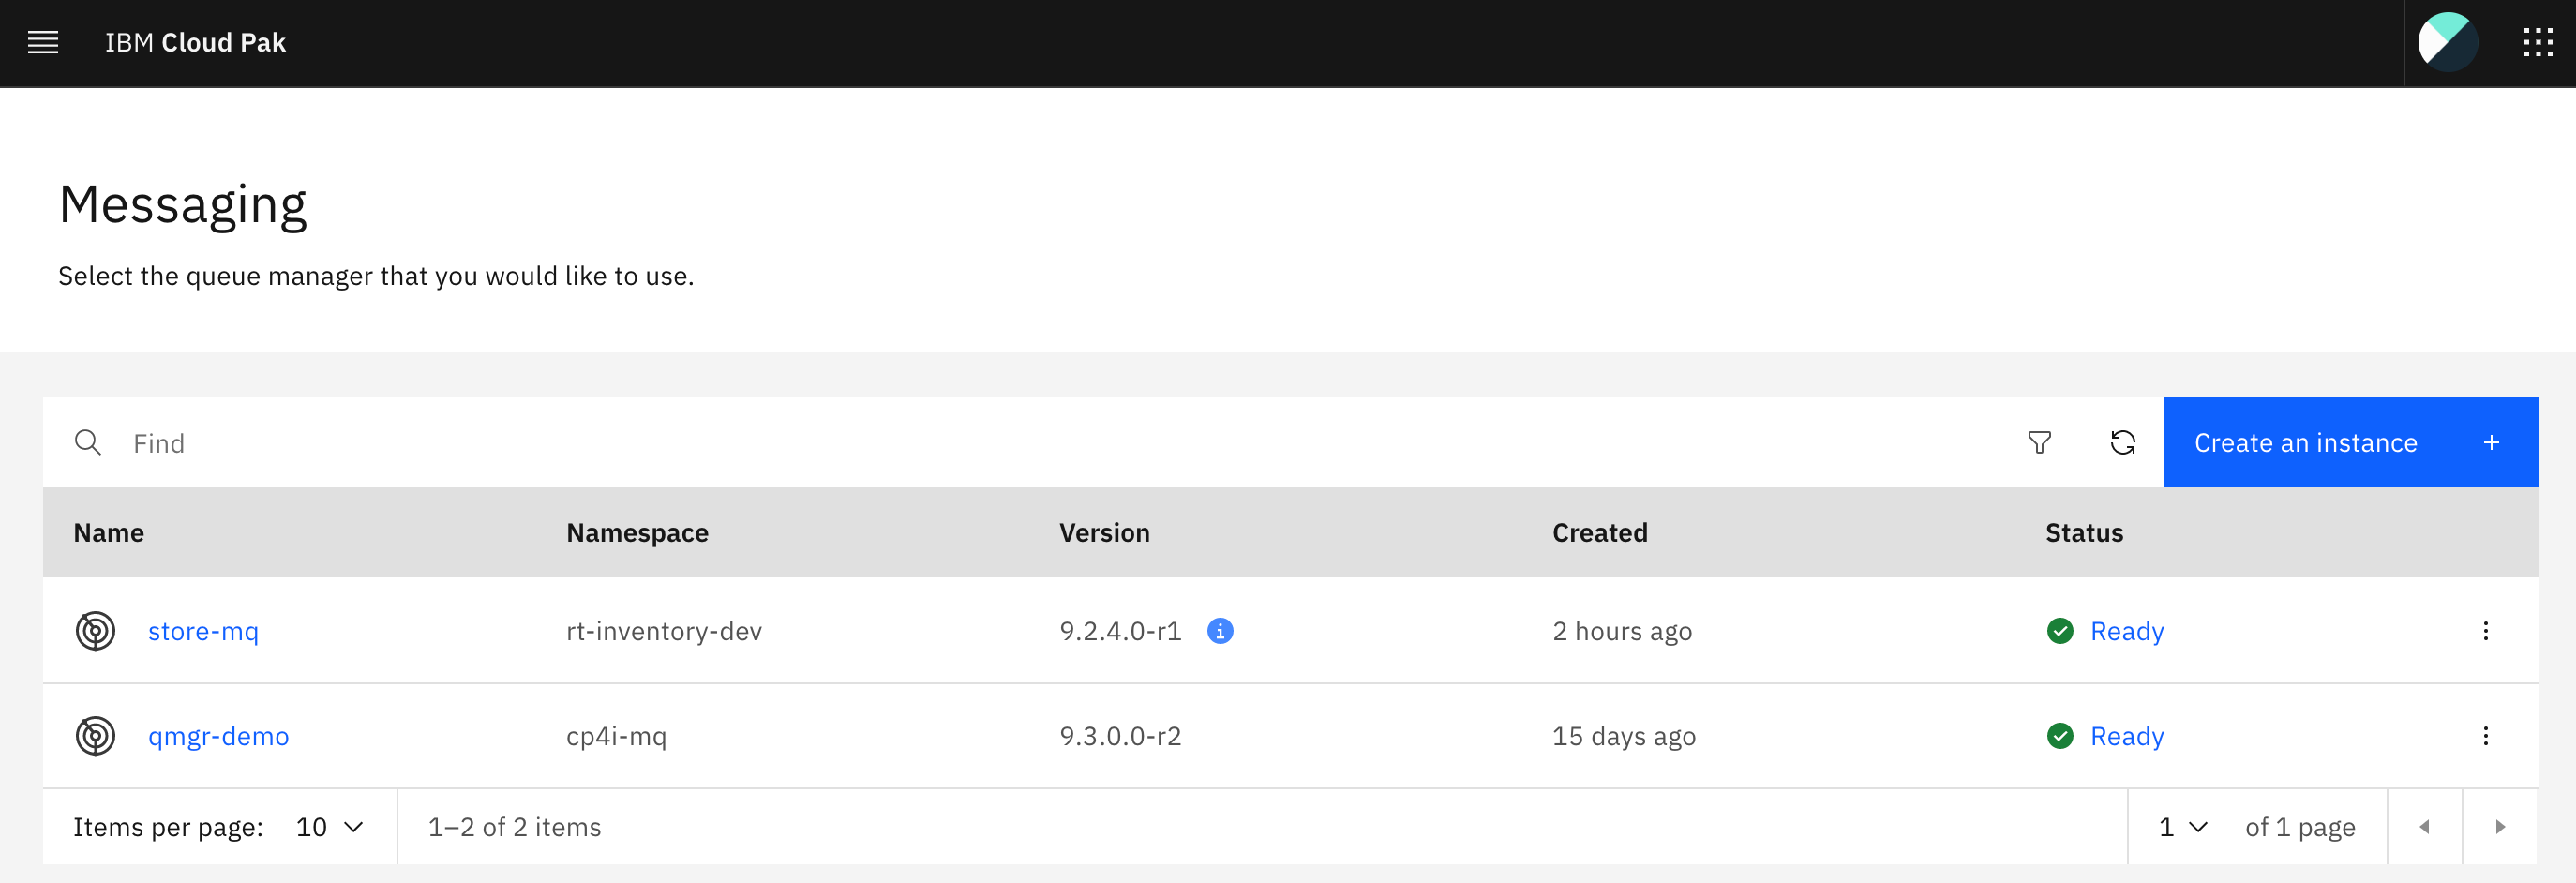 IBM Cloud Pak
Messaging
Select the queue manager that you would like to use.
Find
Create an instance +
Name Namespace Version Created Status
store-mq rt-inventory-dev 9.2.4.0-r1 2 hours ago Ready
qmgr-demo cp4i-mq 9.3.0.0-r2 15 days ago Ready
Items per page: 10 1–2 of 2 items 1 of 1 page